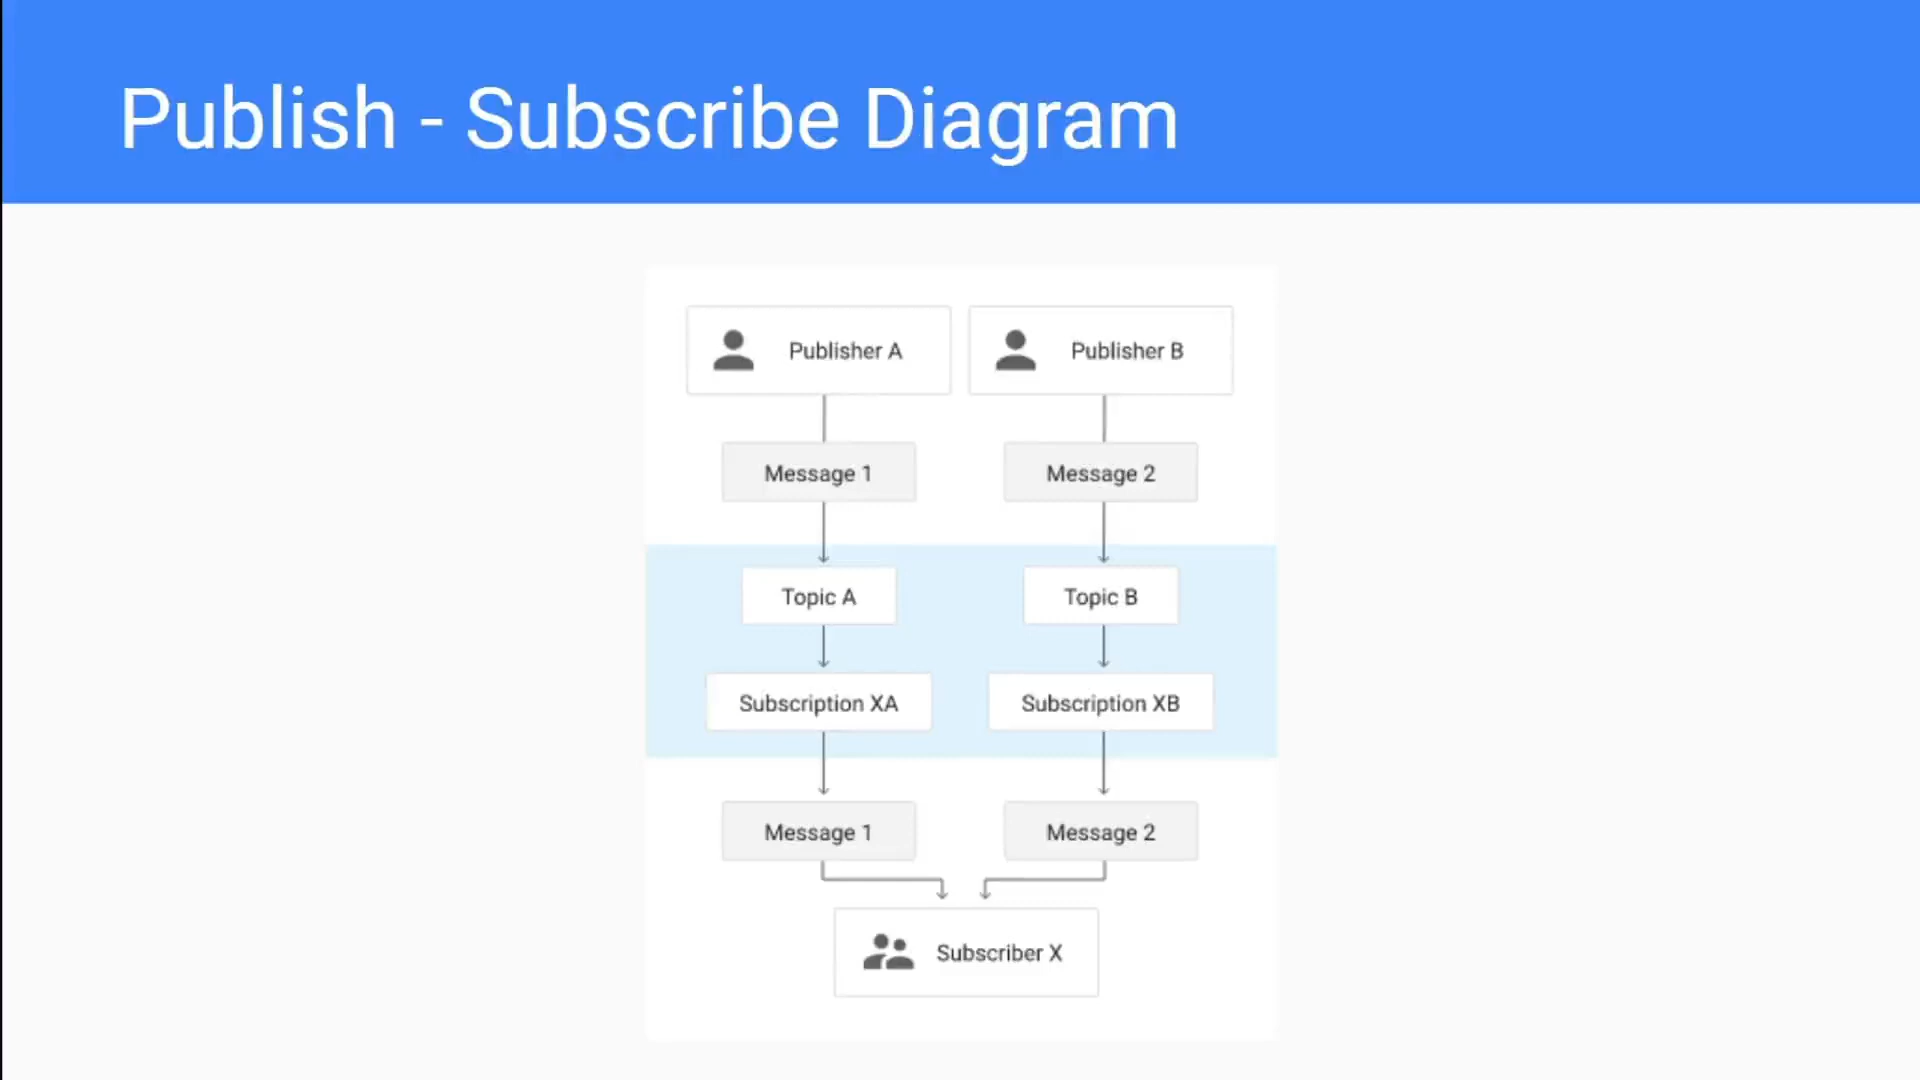 Publish - Subscribe Diagram
Publisher A
Publisher B
Message 1
Message 2
Topic A
Topic B
Subscription XA
Subscription XB
Message 1
Message 2
Subscriber X